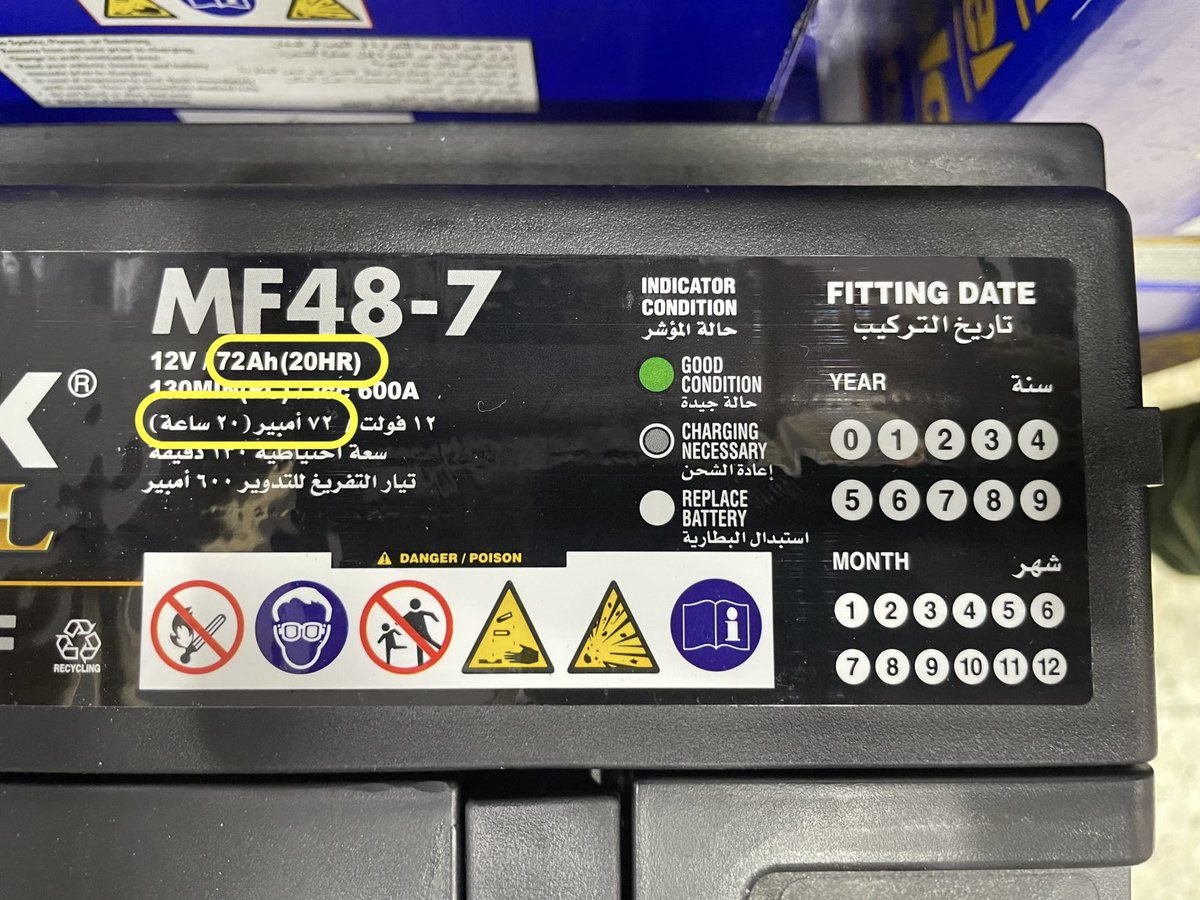 MF48-7
12V / 72Ah(20HR)
600A
١٢ فولت / ٧٢ أمبير (٢٠ ساعة)
سعة احتياطية ١٣٠ دقيقة
تيار التفريغ للتدوير ٦٠٠ أمبير
K®
L
DANGER / POISON
RECYCLING
INDICATOR
CONDITION
حالة المؤشر
GOOD
CONDITION
حالة جيدة
CHARGING
NECESSARY
إعادة الشحن
REPLACE
BATTERY
استبدال البطارية
FITTING DATE
تاريخ التركيب
YEAR سنة
0 1 2 3 4
5 6 7 8 9
MONTH شهر
1 2 3 4 5 6
7 8 9 10 11 12